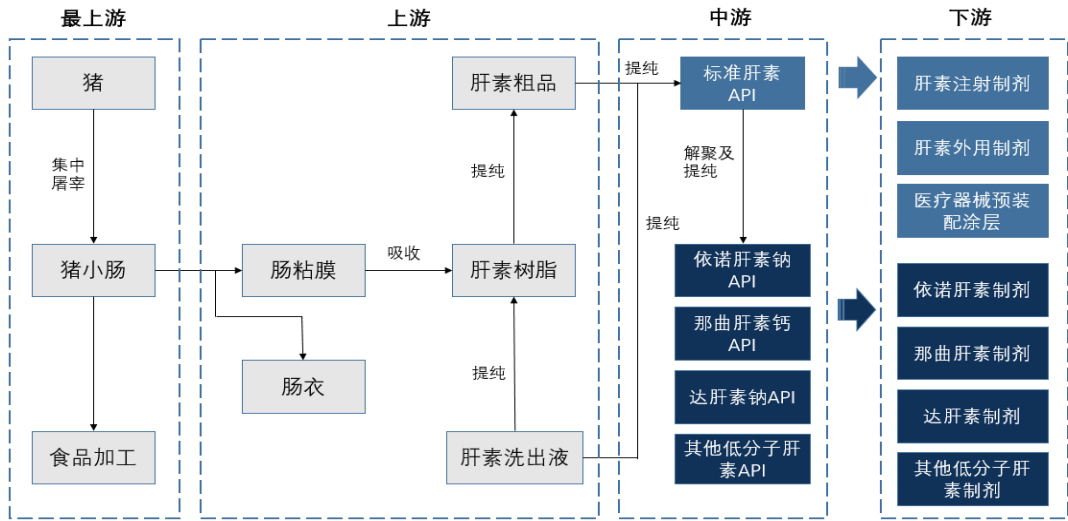 最上游
上游
中游
下游
猪
集中
屠宰
猪小肠
食品加工
肝素粗品
提纯
提纯
肠粘膜
吸收
肝素树脂
肠衣
提纯
肝素洗出液
提纯
标准肝素
API
解聚及
提纯
依诺肝素钠
API
那曲肝素钙
API
达肝素钠API
其他低分子肝
素API
肝素注射制剂
肝素外用制剂
医疗器械预装
配涂层
依诺肝素制剂
那曲肝素制剂
达肝素制剂
其他低分子肝
素制剂